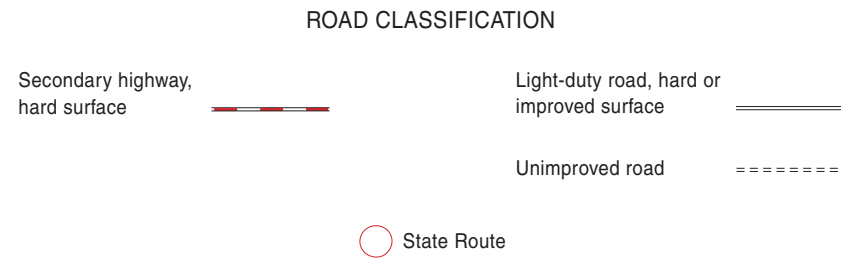 ROAD CLASSIFICATION
Secondary highway,
hard surface
Light-duty road, hard or
improved surface
Unimproved road
State Route